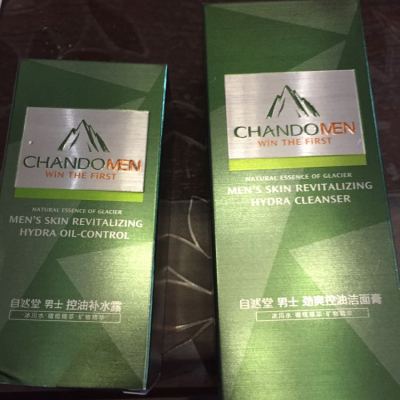 CHANDOMEN
WIN THE FIRST
NATURAL ESSENCE OF GLACIER
MEN'S SKIN REVITALIZING
HYDRA OIL-CONTROL
自然堂 男士 控油补水露
CHANDOMEN
WIN THE FIRST
NATURAL ESSENCE OF GLACIER
MEN'S SKIN REVITALIZING
HYDRA CLEANSER
自然堂 男士 劲爽控油洁面膏